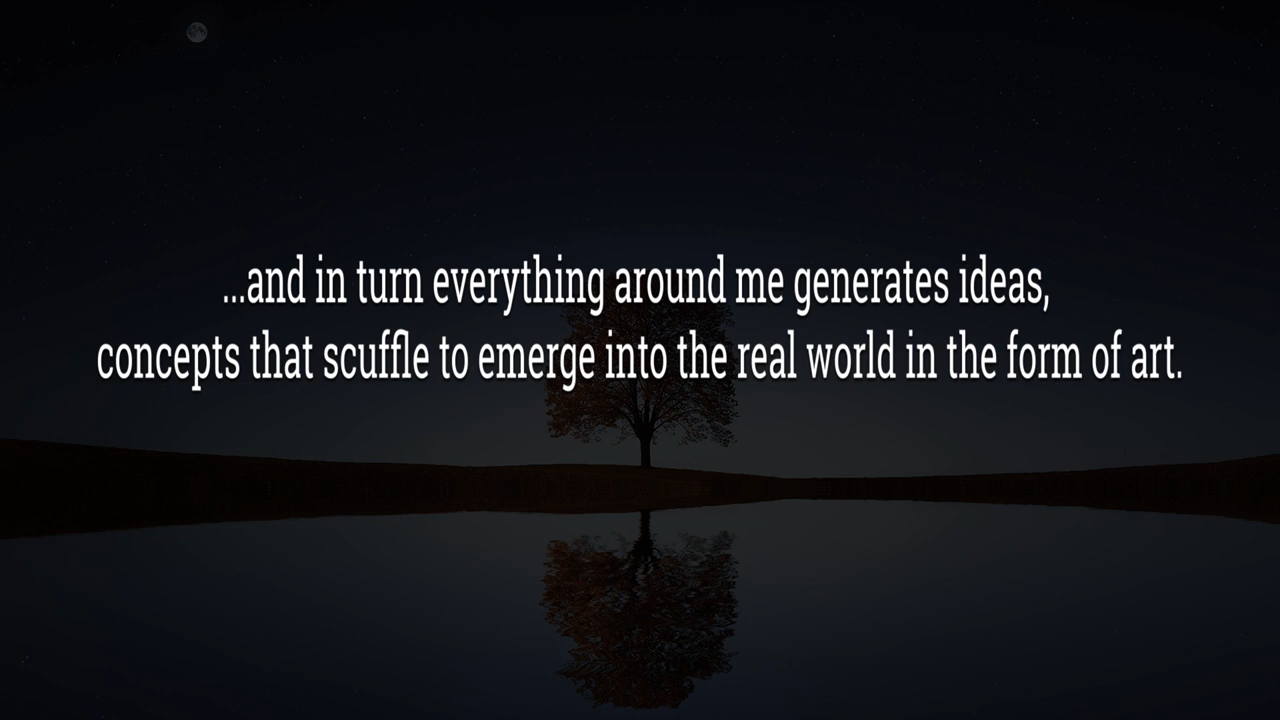 ...and in turn everything around me generates ideas,
concepts that scuffle to emerge into the real world in the form of art.